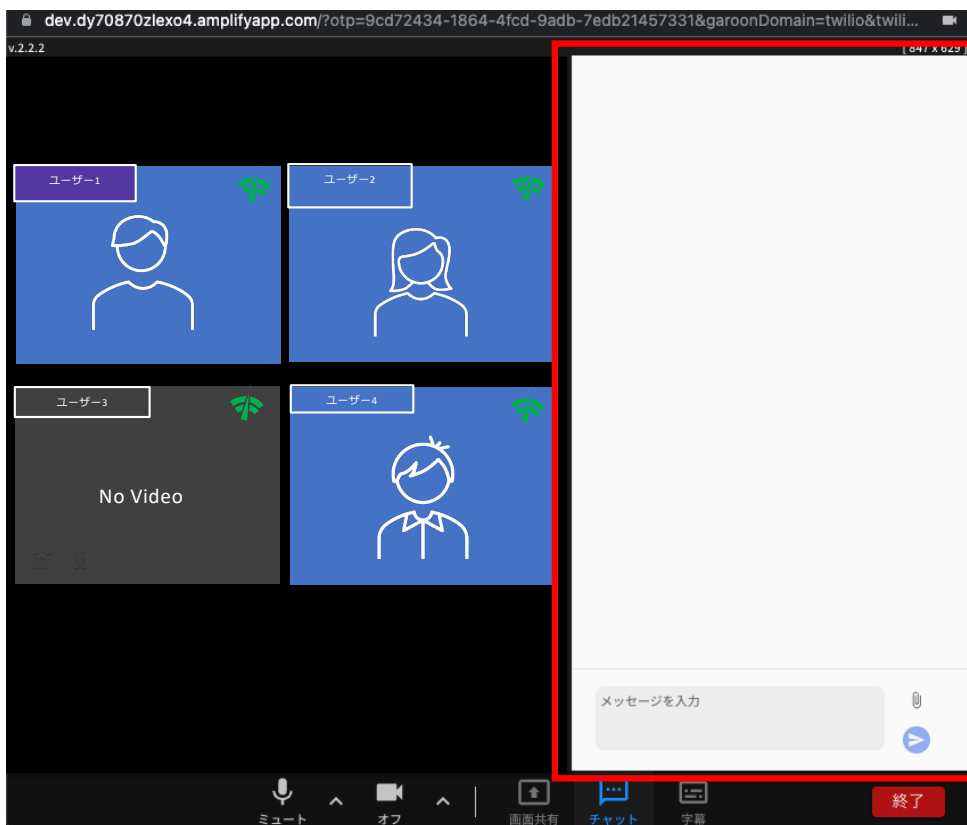 dev.dy70870zlexo4.amplifyapp.com/?otp=9cd72434-1864-4fcd-9adb-7edb21457331&garoonDomain=twilio&twili...
v.2.2.2
[ 847 x 629 ]
ユーザー1
ユーザー2
ユーザー3
ユーザー4
No Video
メッセージを入力
ミュート
オフ
画面共有
チャット
字幕
終了